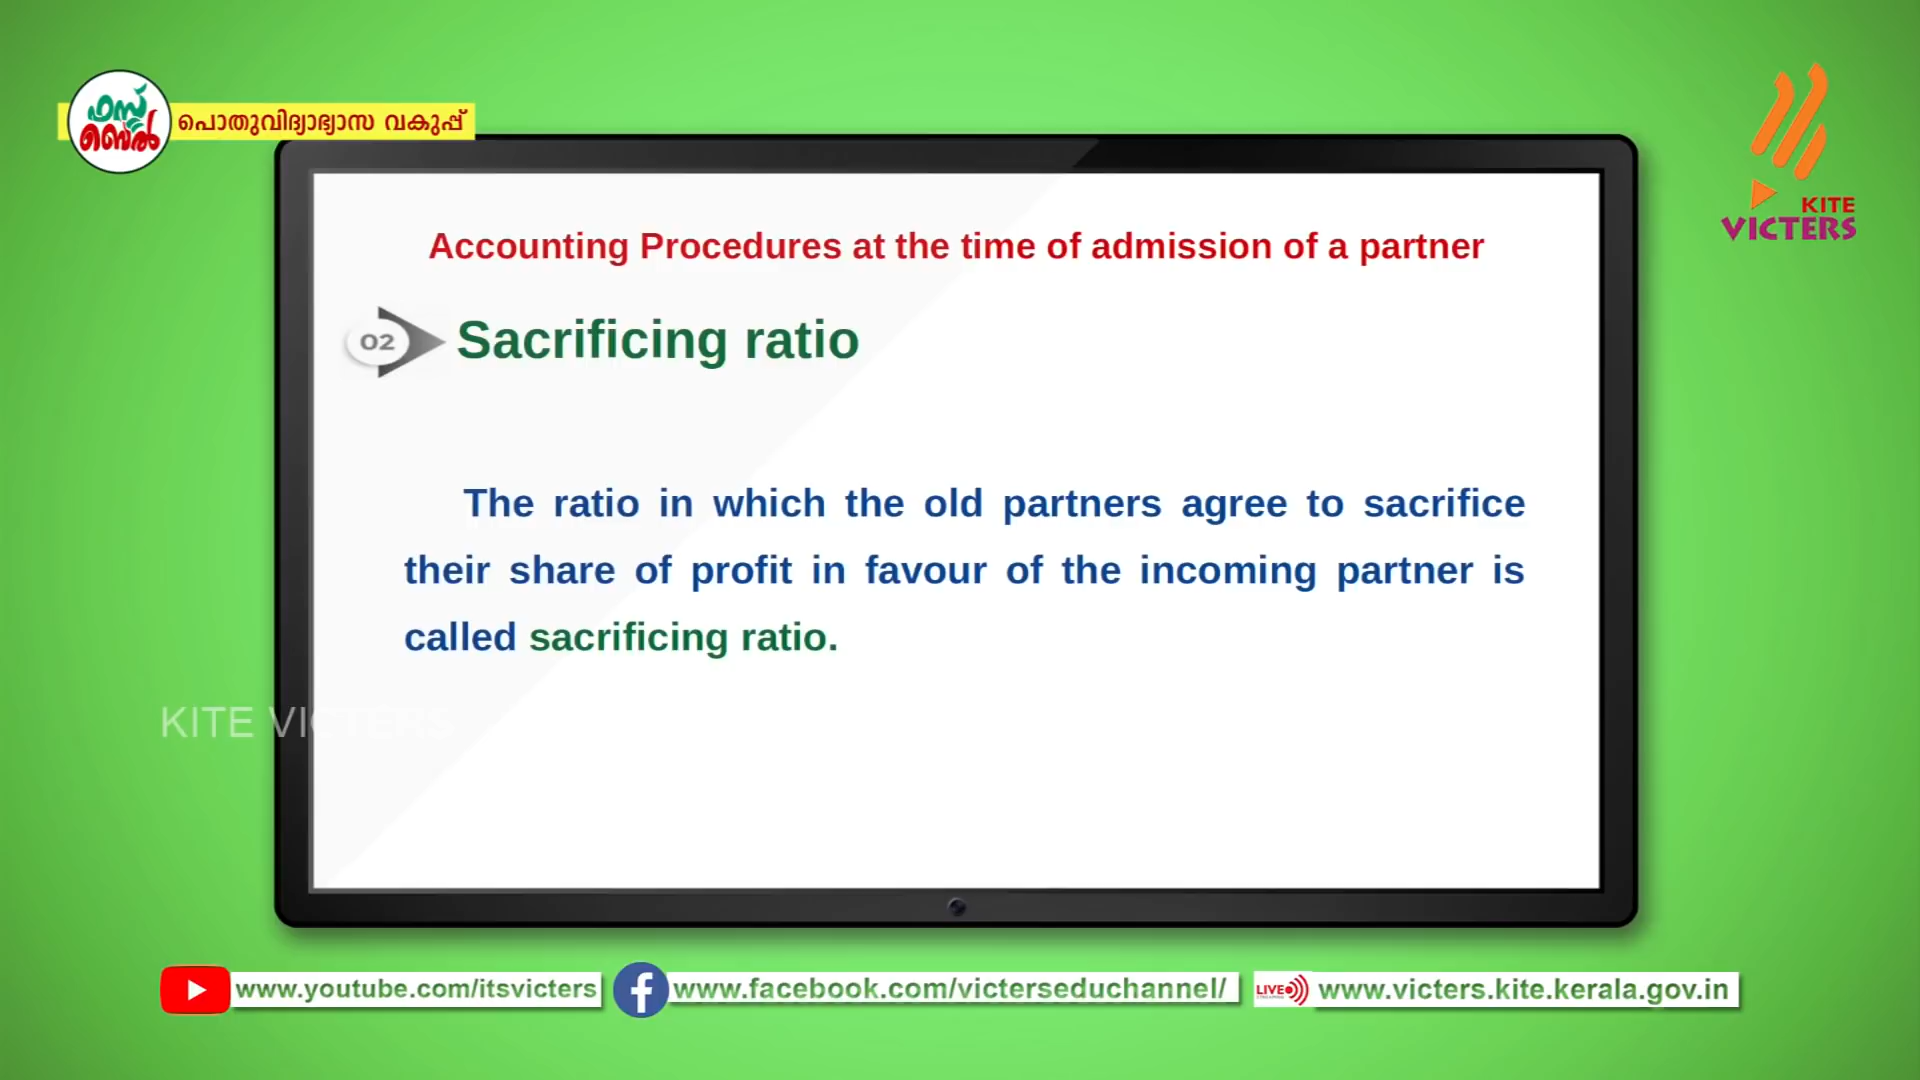 ഫസ്റ്റ്
ബെൽ
പൊതുവിദ്യാഭ്യാസ വകുപ്പ്
KITE
VICTERS
Accounting Procedures at the time of admission of a partner
02
Sacrificing ratio
The ratio in which the old partners agree to sacrifice
their share of profit in favour of the incoming partner is
called sacrificing ratio.
KITE VICTERS
www.youtube.com/itsvicters
www.facebook.com/victerseduchannel/
LIVE
www.victers.kite.kerala.gov.in